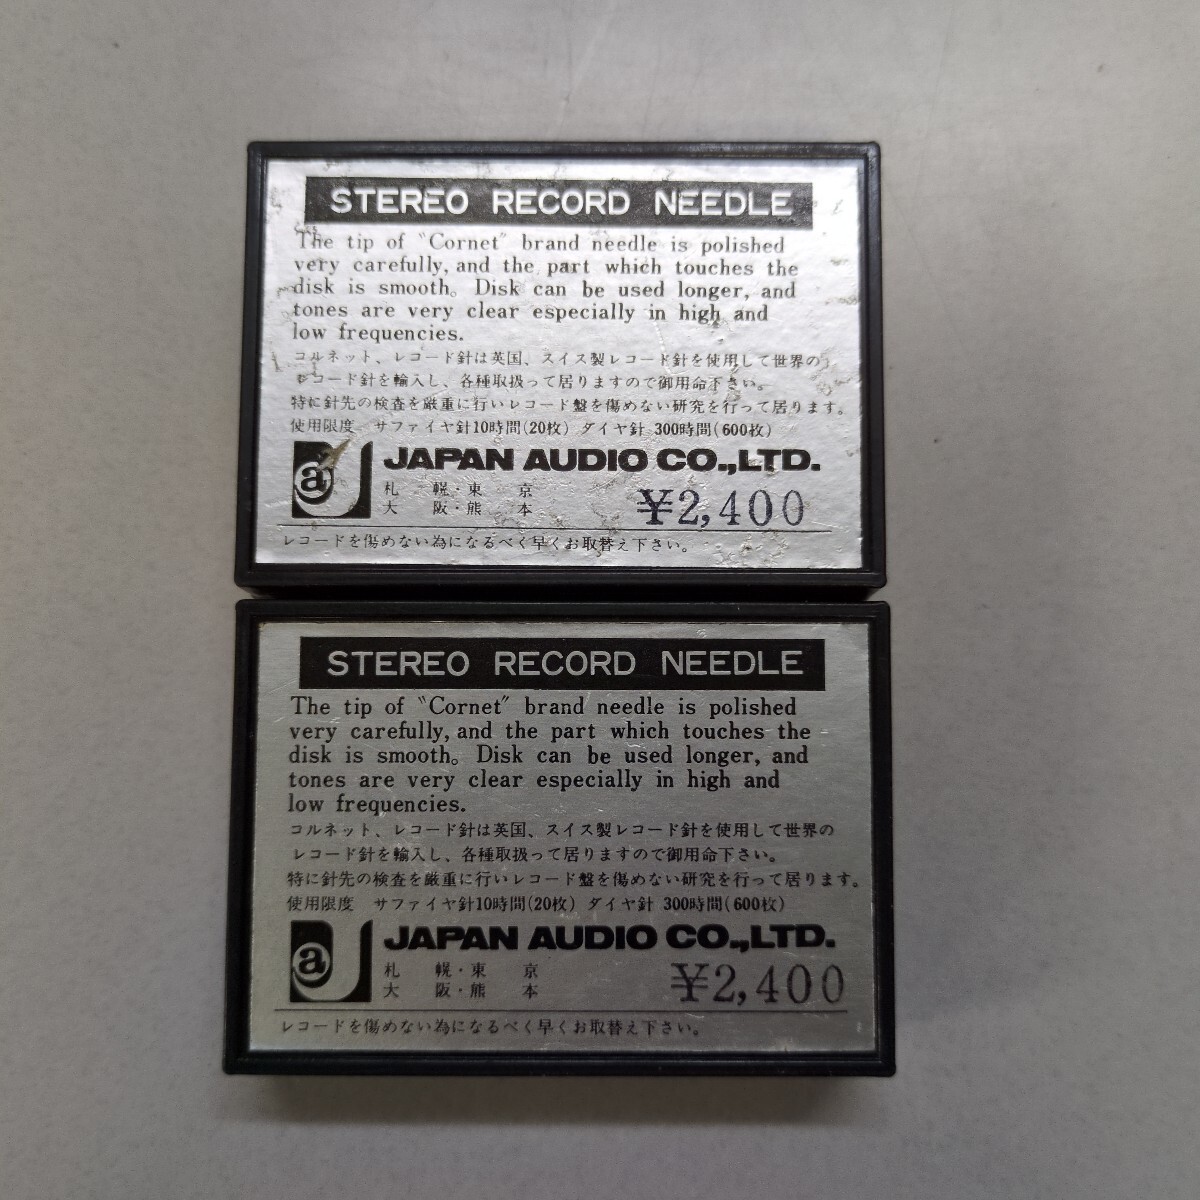 STEREO RECORD NEEDLE
The tip of "Cornet" brand needle is polished
very carefully, and the part which touches the
disk is smooth。 Disk can be used longer, and
tones are very clear especially in high and
low frequencies.
コルネット、レコード針は英国、スイス製レコード針を使用して世界の
レコード針を輸入し、各種取扱って居りますので御用命下さい。
特に針先の検査を厳重に行いレコード盤を傷めない研究を行って居ります。
使用限度 サファイヤ針10時間(20枚) ダイヤ針 300時間(600枚)
aJ JAPAN AUDIO CO.,LTD.
札幌・東京
大阪・熊本
¥2,400
レコードを傷めない為になるべく早くお取替え下さい。
STEREO RECORD NEEDLE
The tip of "Cornet" brand needle is polished
very carefully, and the part which touches the
disk is smooth。 Disk can be used longer, and
tones are very clear especially in high and
low frequencies.
コルネット、レコード針は英国、スイス製レコード針を使用して世界の
レコード針を輸入し、各種取扱って居りますので御用命下さい。
特に針先の検査を厳重に行いレコード盤を傷めない研究を行って居ります。
使用限度 サファイヤ針10時間(20枚) ダイヤ針 300時間(600枚)
aJ JAPAN AUDIO CO.,LTD.
札幌・東京
大阪・熊本
¥2,400
レコードを傷めない為になるべく早くお取替え下さい。